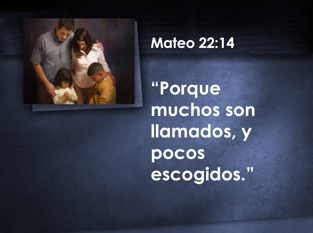 Mateo 22:14
“Porque
muchos son
llamados, y
pocos
escogidos.”